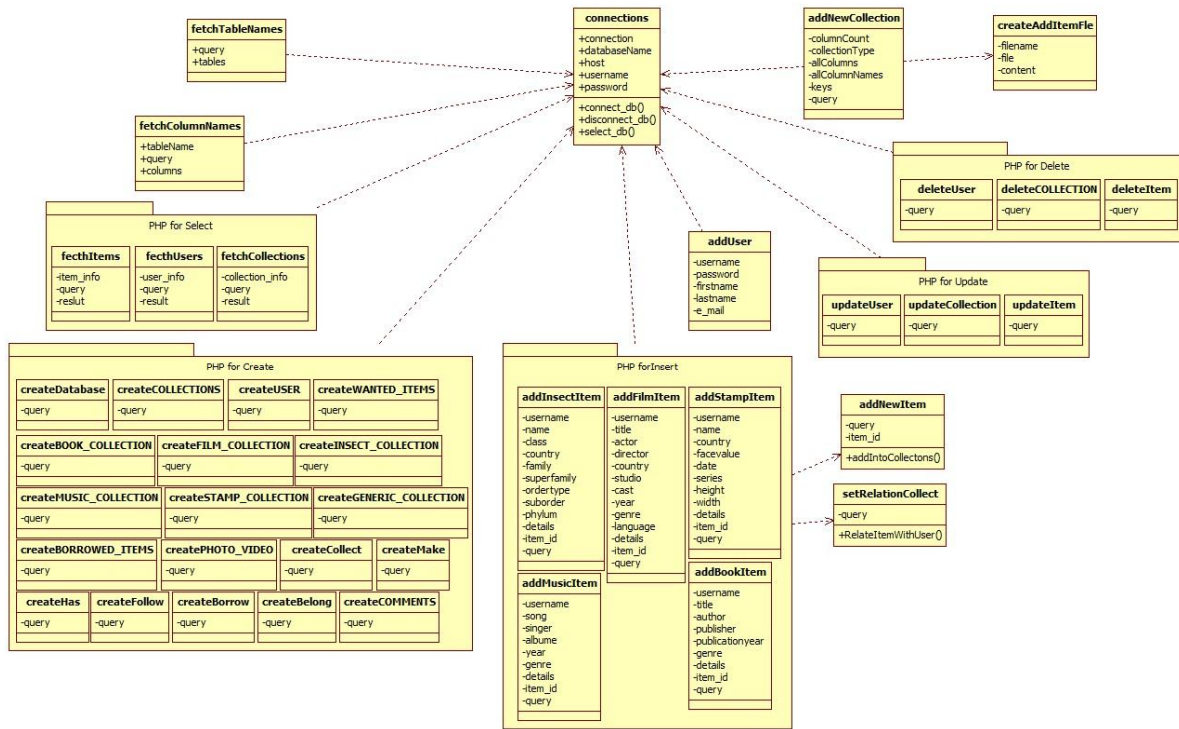 fetchTableNames
+query
+tables
connections
+connection
+databaseName
+host
+username
+password
+connect_db()
+disconnect_db()
+select_db()
addNewCollection
-columnCount
-collectionType
-allColumns
-allColumnNames
-keys
-query
createAddItemFle
-filename
-file
-content
fetchColumnNames
+tableName
+query
+columns
PHP for Delete
deleteUser
-query
deleteCOLLECTION
-query
deleteItem
-query
PHP for Select
fecthItems
-item_info
-query
-reslut
fecthUsers
-user_info
-query
-result
fetchCollections
-collection_info
-query
-result
addUser
-username
-password
-firstname
-lastname
-e_mail
PHP for Update
updateUser
-query
updateCollection
-query
updateItem
-query
PHP for Create
createDatabase
-query
createCOLLECTIONS
-query
createUSER
-query
createWANTED_ITEMS
-query
createBOOK_COLLECTION
-query
createFILM_COLLECTION
-query
createINSECT_COLLECTION
-query
createMUSIC_COLLECTION
-query
createSTAMP_COLLECTION
-query
createGENERIC_COLLECTION
-query
createBORROWED_ITEMS
-query
createPHOTO_VIDEO
-query
createCollect
-query
createMake
-query
createHas
-query
createFollow
-query
createBorrow
-query
createBelong
-query
createCOMMENTS
-query
PHP forInsert
addInsectItem
-username
-name
-class
-country
-family
-superfamily
-ordertype
-suborder
-phylum
-details
-item_id
-query
addFilmItem
-username
-title
-actor
-director
-country
-studio
-cast
-year
-genre
-language
-details
-item_id
-query
addStampItem
-username
-name
-country
-facevalue
-date
-series
-height
-width
-details
-item_id
-query
addMusicItem
-username
-song
-singer
-albume
-year
-genre
-details
-item_id
-query
addBookItem
-username
-title
-author
-publisher
-publicationyear
-genre
-details
-item_id
-query
addNewItem
-query
-item_id
+addIntoCollectons()
setRelationCollect
-query
+RelateItemWithUser()